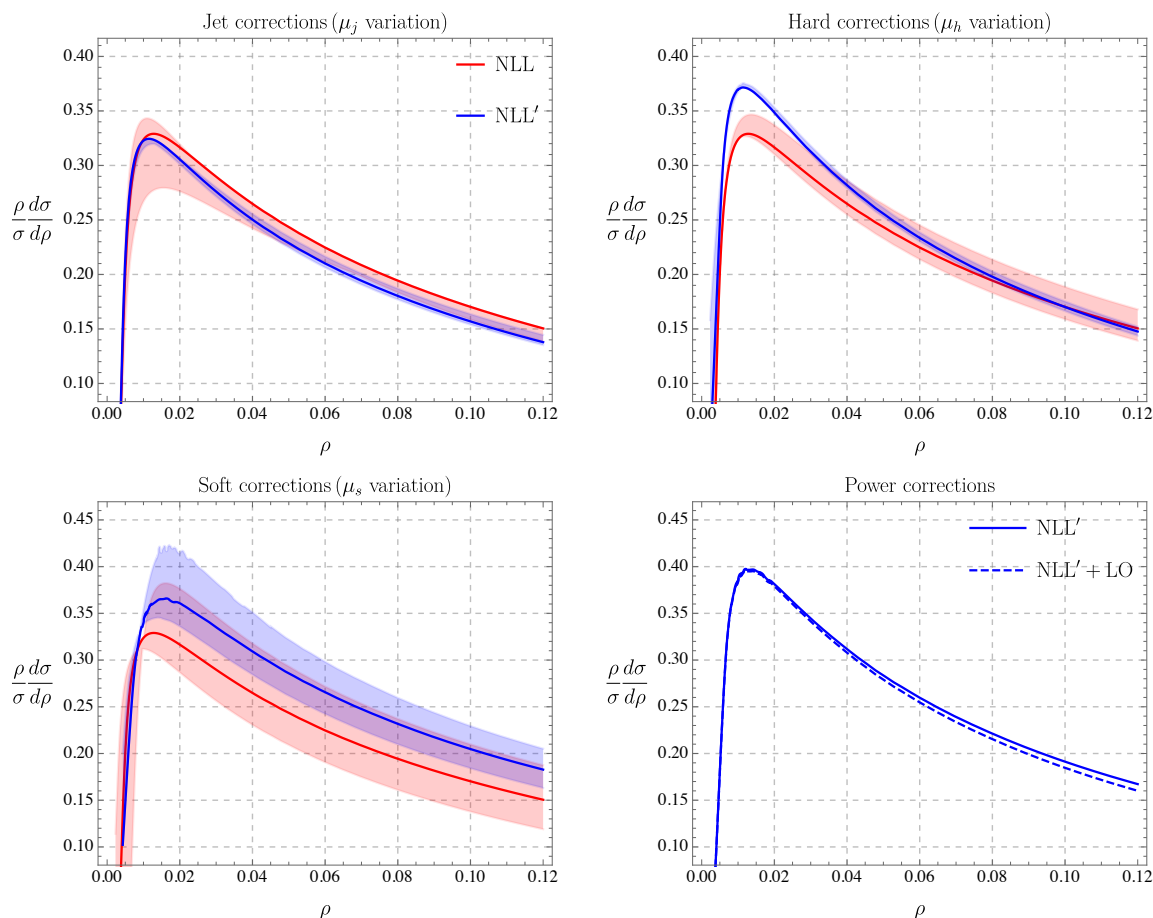 Jet corrections (μj variation)
0.40
0.35
0.30
0.25
0.20
0.15
0.10
0.00 0.02 0.04 0.06 0.08 0.10 0.12
ρ
ρ dσ
σ dρ
NLL
NLL′
Hard corrections (μh variation)
0.40
0.35
0.30
0.25
0.20
0.15
0.10
0.00 0.02 0.04 0.06 0.08 0.10 0.12
ρ
ρ dσ
σ dρ
Soft corrections (μs variation)
0.45
0.40
0.35
0.30
0.25
0.20
0.15
0.10
0.00 0.02 0.04 0.06 0.08 0.10 0.12
ρ
ρ dσ
σ dρ
Power corrections
0.45
0.40
0.35
0.30
0.25
0.20
0.15
0.10
0.00 0.02 0.04 0.06 0.08 0.10 0.12
ρ
ρ dσ
σ dρ
NLL′
NLL′ + LO